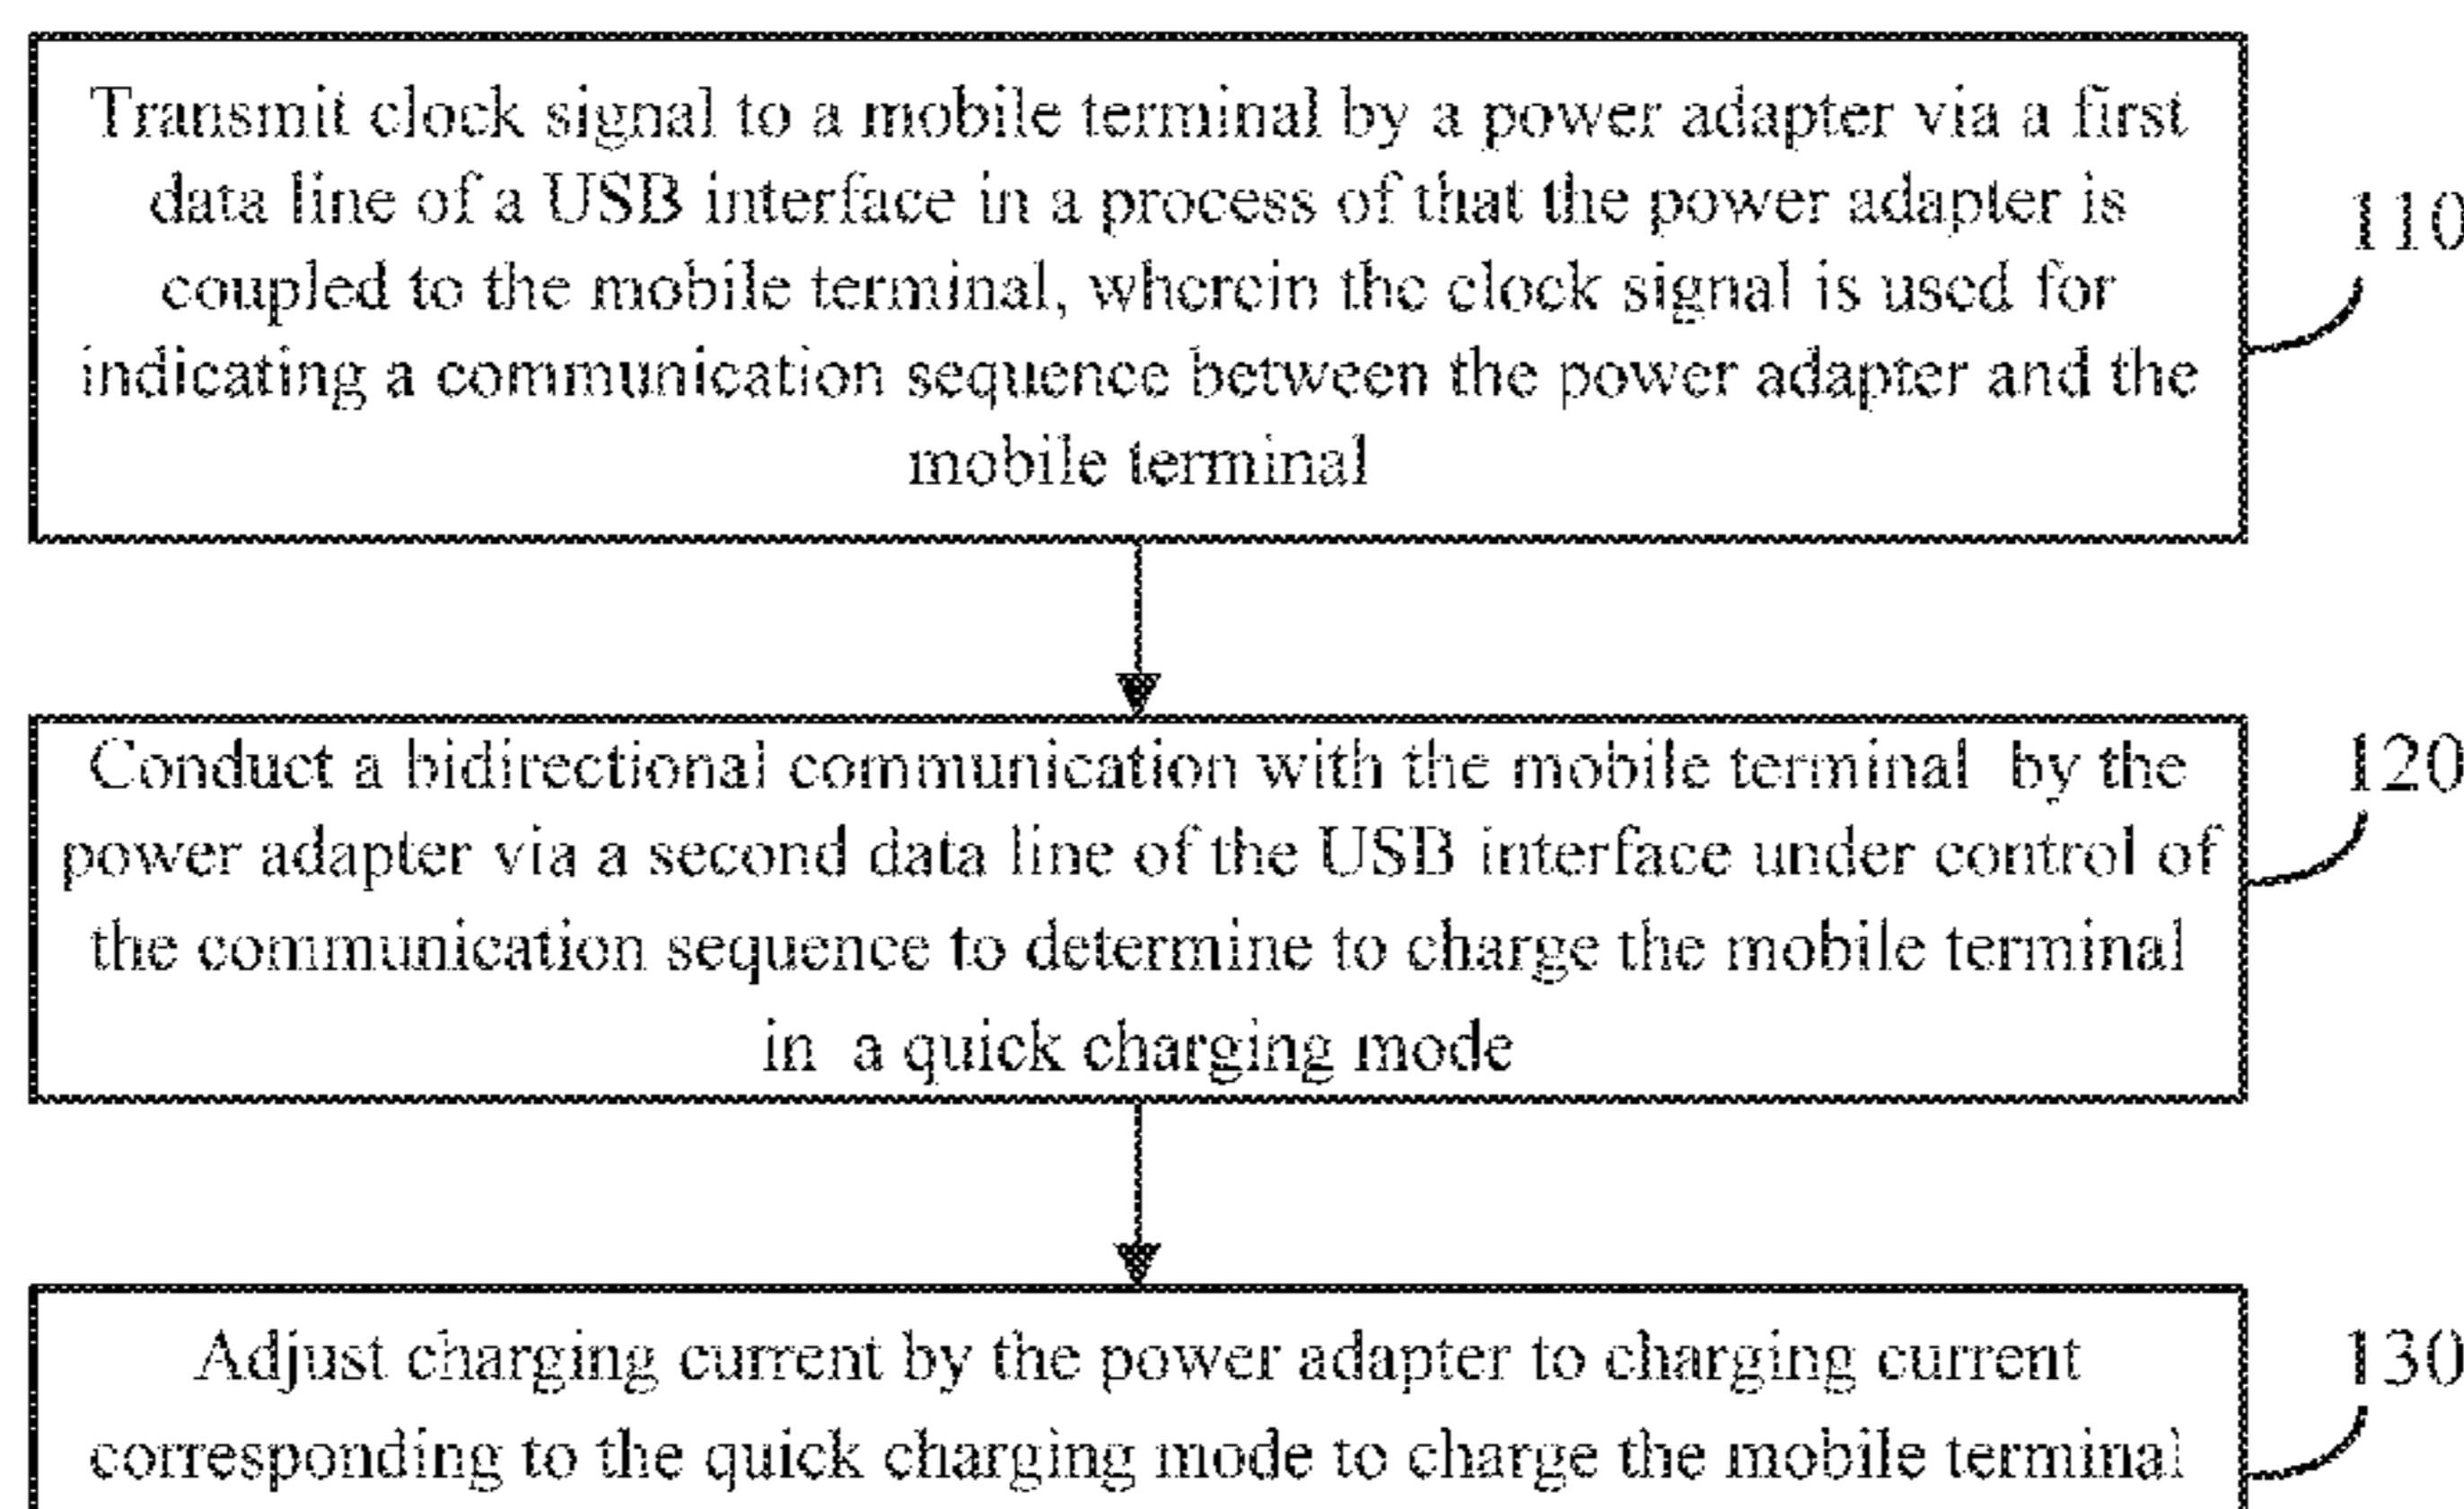 Transmit clock signal to a mobile terminal by a power adapter via a first
data line of a USB interface in a process of that the power adapter is
coupled to the mobile terminal, wherein the clock signal is used for
indicating a communication sequence between the power adapter and the
mobile terminal
110
Conduct a bidirectional communication with the mobile terminal by the
power adapter via a second data line of the USB interface under control of
the communication sequence to determine to charge the mobile terminal
in a quick charging mode
120
Adjust charging current by the power adapter to charging current
corresponding to the quick charging mode to charge the mobile terminal
130